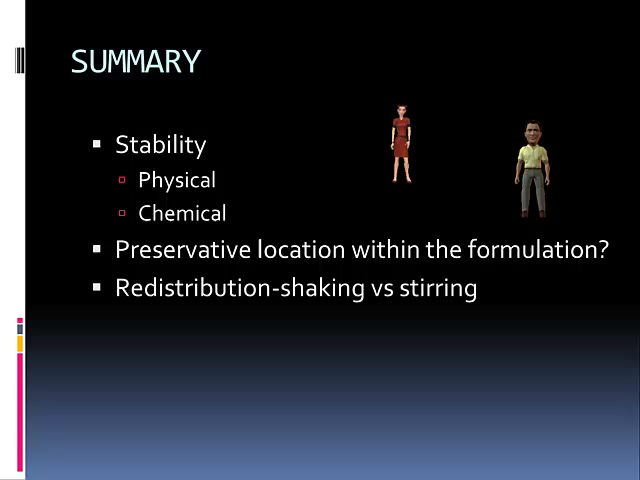 SUMMARY
Stability
Physical
Chemical
Preservative location within the formulation?
Redistribution-shaking vs stirring